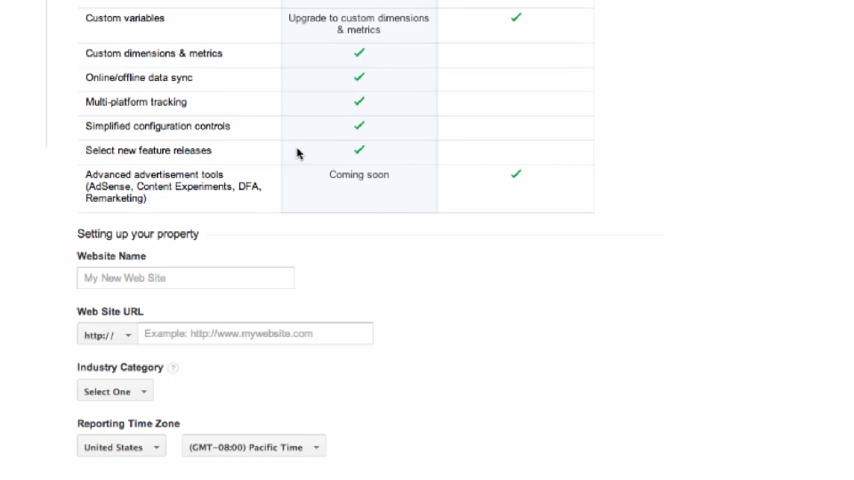 Custom variables
Upgrade to custom dimensions
& metrics
Custom dimensions & metrics
Online/offline data sync
Multi-platform tracking
Simplified configuration controls
Select new feature releases
Advanced advertisement tools
(AdSense, Content Experiments, DFA,
Remarketing)
Coming soon
Setting up your property
Website Name
My New Web Site
Web Site URL
http:// Example: http://www.mywebsite.com
Industry Category ?
Select One
Reporting Time Zone
United States (GMT-08:00) Pacific Time